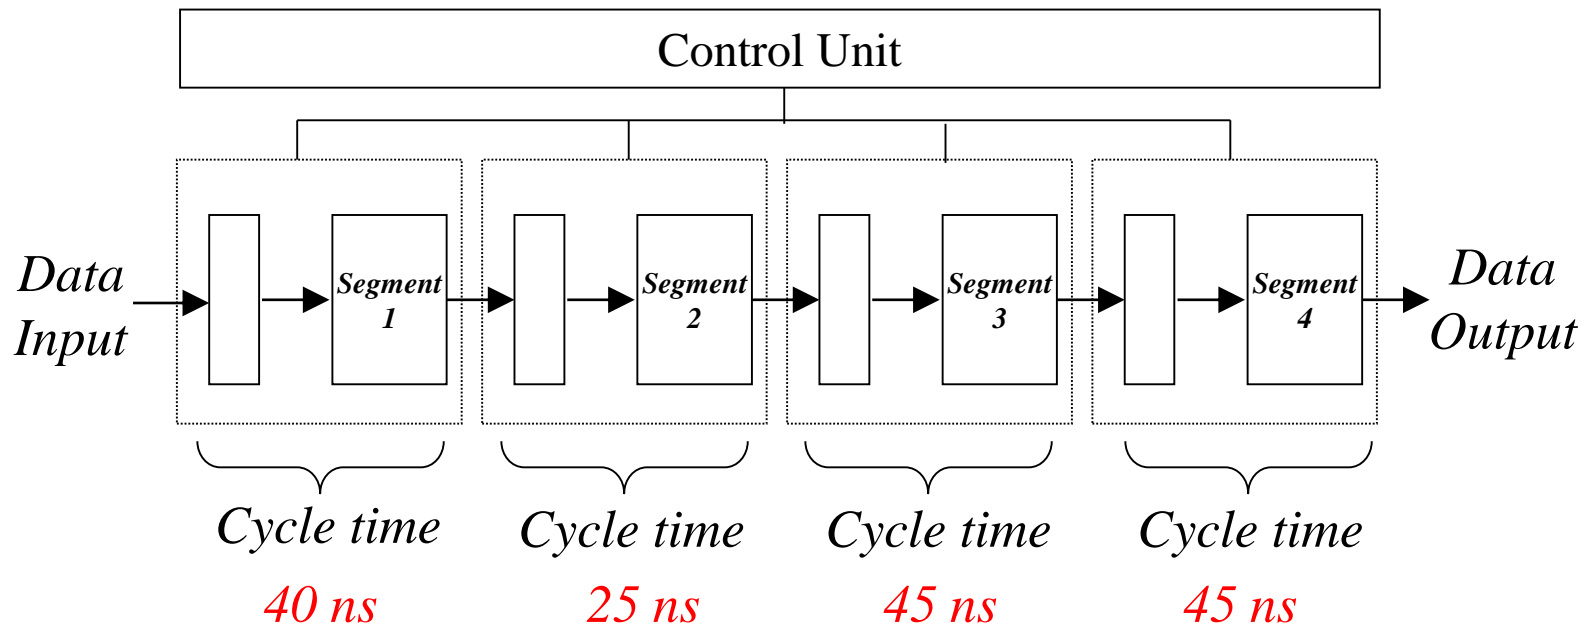 Control Unit
Data
Input
Segment
1
Segment
2
Segment
3
Segment
4
Data
Output
Cycle time
40 ns
Cycle time
25 ns
Cycle time
45 ns
Cycle time
45 ns